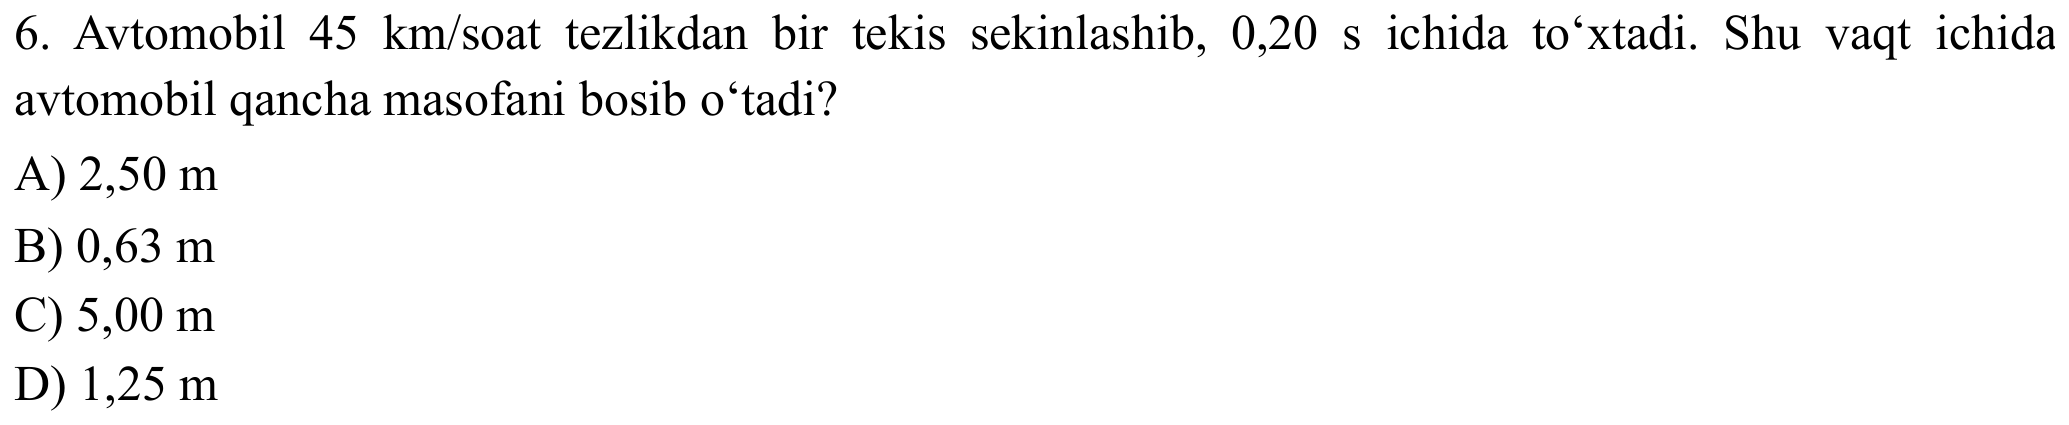 6. Avtomobil 45 km/soat tezlikdan bir tekis sekinlashib, 0,20 s ichida to‘xtadi. Shu vaqt ichida
avtomobil qancha masofani bosib o‘tadi?
A) 2,50 m
B) 0,63 m
C) 5,00 m
D) 1,25 m